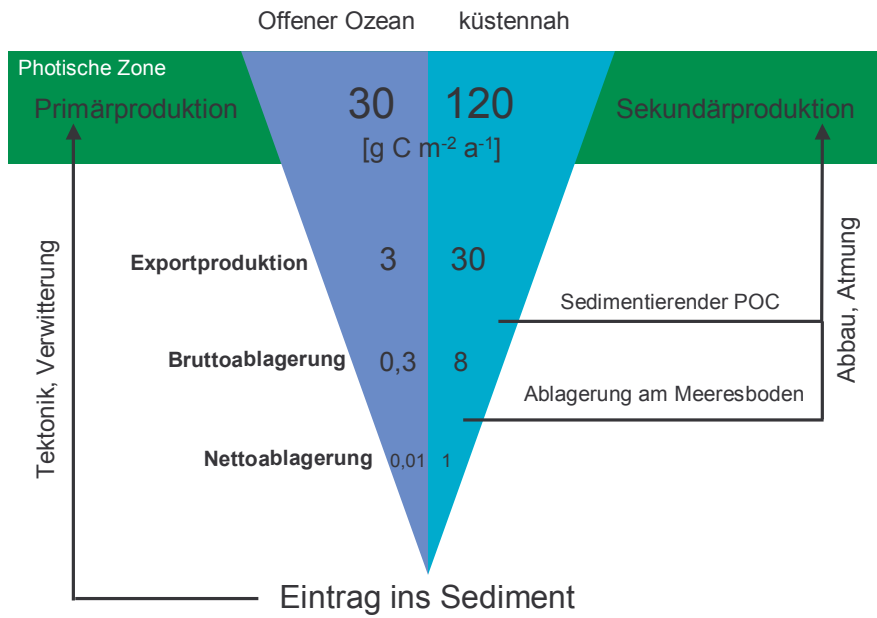 Offener Ozean küstennah
Photische Zone
Primärproduktion 30 120 Sekundärproduktion
[g C m⁻² a⁻¹]
Exportproduktion 3 30
Sedimentierender POC
Bruttoablagerung 0,3 8
Ablagerung am Meeresboden
Nettoablagerung 0,01 1
Tektonik, Verwitterung
Abbau, Atmung
Eintrag ins Sediment